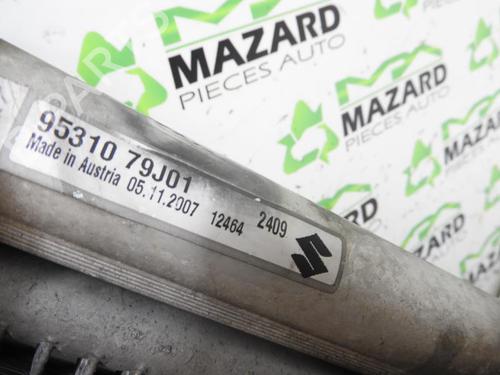 MAZARD
PIECES AUTO
MAZARD
PIECES AUTO
95310 79J01
Made in Austria 05.11.2007 12464 2409
MAZARD
PIECES AUTO